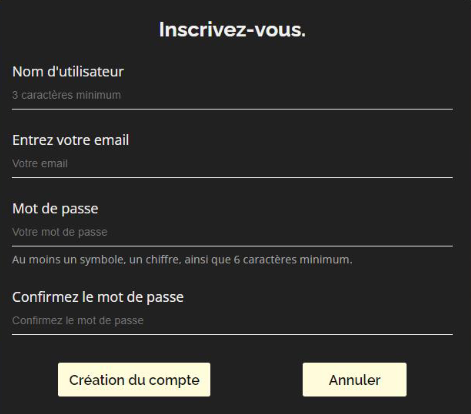 Inscrivez-vous.
Nom d'utilisateur
3 caractères minimum
Entrez votre email
Votre email
Mot de passe
Votre mot de passe
Au moins un symbole, un chiffre, ainsi que 6 caractères minimum.
Confirmez le mot de passe
Confirmez le mot de passe
Création du compte
Annuler